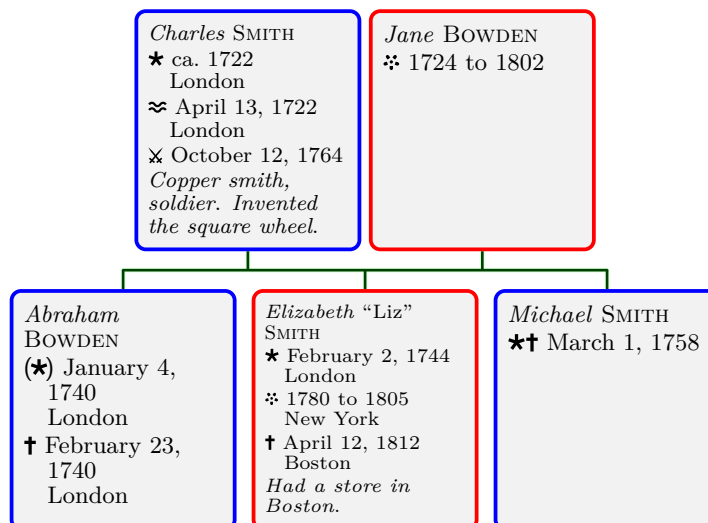 Charles SMITH
* ca. 1722
London
≈ April 13, 1722
London
⚔ October 12, 1764
Copper smith,
soldier. Invented
the square wheel.
Jane BOWDEN
჻ 1724 to 1802
Abraham
BOWDEN
(*) January 4,
1740
London
† February 23,
1740
London
Elizabeth “Liz”
SMITH
* February 2, 1744
London
჻ 1780 to 1805
New York
† April 12, 1812
Boston
Had a store in
Boston.
Michael SMITH
*† March 1, 1758